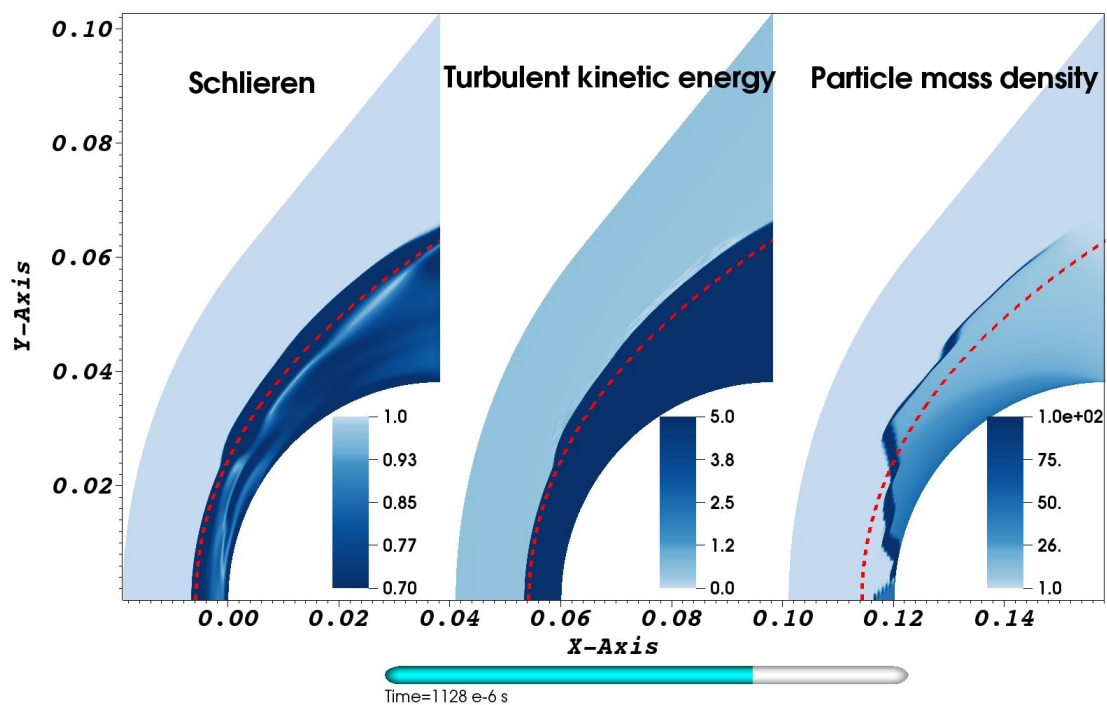 Schlieren
Turbulent kinetic energy
Particle mass density
0.10
0.08
0.06
0.04
0.02
Y-Axis
1.0
0.93
0.85
0.77
0.70
5.0
3.8
2.5
1.2
0.0
1.0e+02
75.
50.
26.
1.0
0.00 0.02 0.04 0.06 0.08 0.10 0.12 0.14
X-Axis
Time=1128 e-6 s